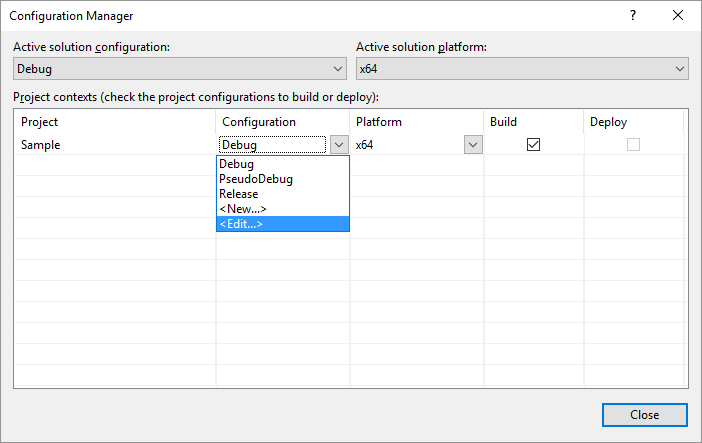 Configuration Manager
?
Active solution configuration: Active solution platform:
Debug x64
Project contexts (check the project configurations to build or deploy):
Project Configuration Platform Build Deploy
Sample Debug x64
Debug
PseudoDebug
Release
<New...>
<Edit...>
Close